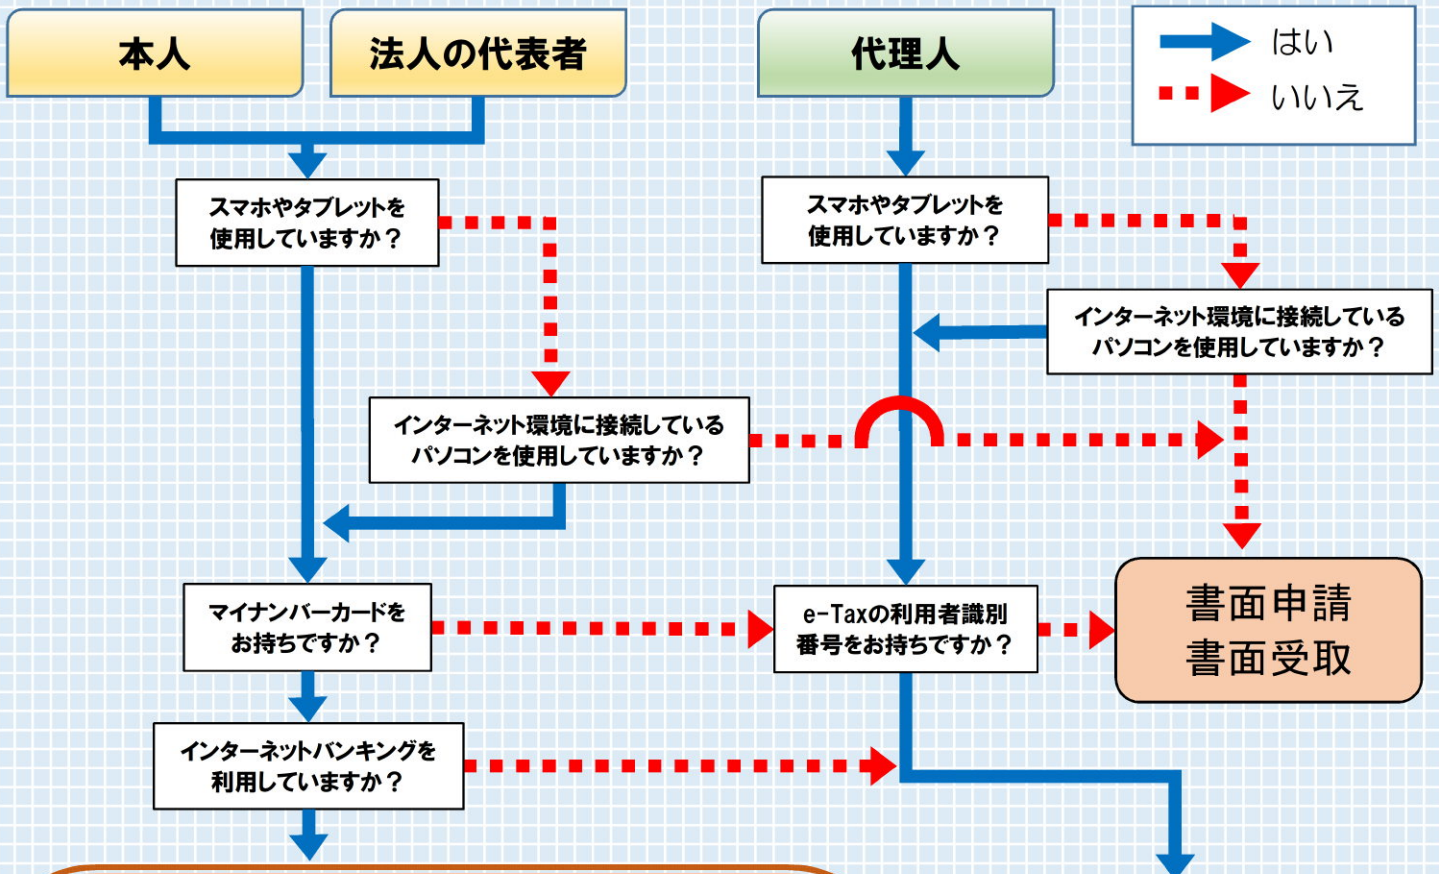 本人
法人の代表者
代理人
はい
いいえ
スマホやタブレットを
使用していますか？
スマホやタブレットを
使用していますか？
インターネット環境に接続している
パソコンを使用していますか？
インターネット環境に接続している
パソコンを使用していますか？
マイナンバーカードを
お持ちですか？
e-Taxの利用者識別
番号をお持ちですか？
書面申請
書面受取
インターネットバンキングを
利用していますか？